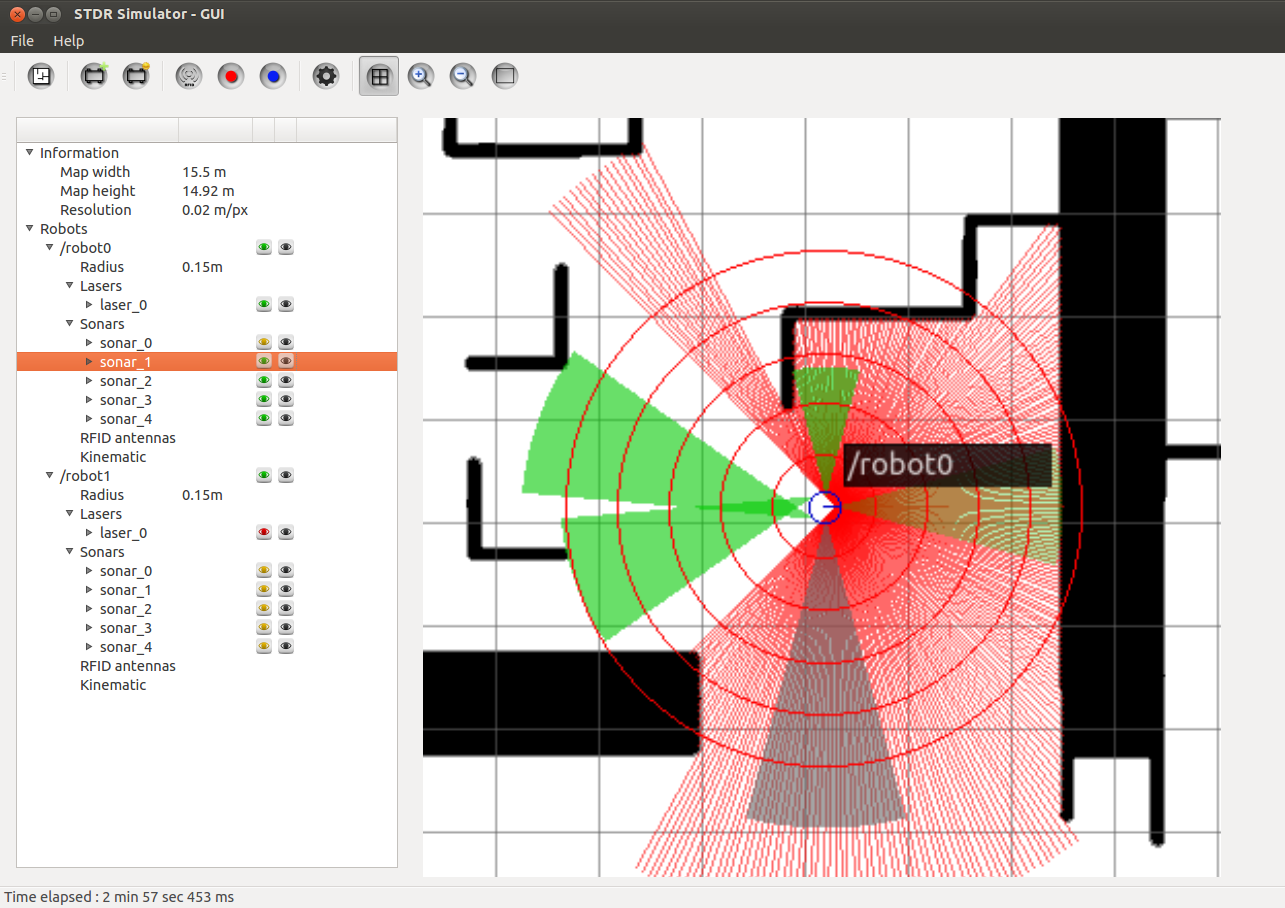 STDR Simulator - GUI
File Help
Information
Map width 15.5 m
Map height 14.92 m
Resolution 0.02 m/px
Robots
/robot0
Radius 0.15m
Lasers
laser_0
Sonars
sonar_0
sonar_1
sonar_2
sonar_3
sonar_4
RFID antennas
Kinematic
/robot1
Radius 0.15m
Lasers
laser_0
Sonars
sonar_0
sonar_1
sonar_2
sonar_3
sonar_4
RFID antennas
Kinematic
/robot0
Time elapsed : 2 min 57 sec 453 ms